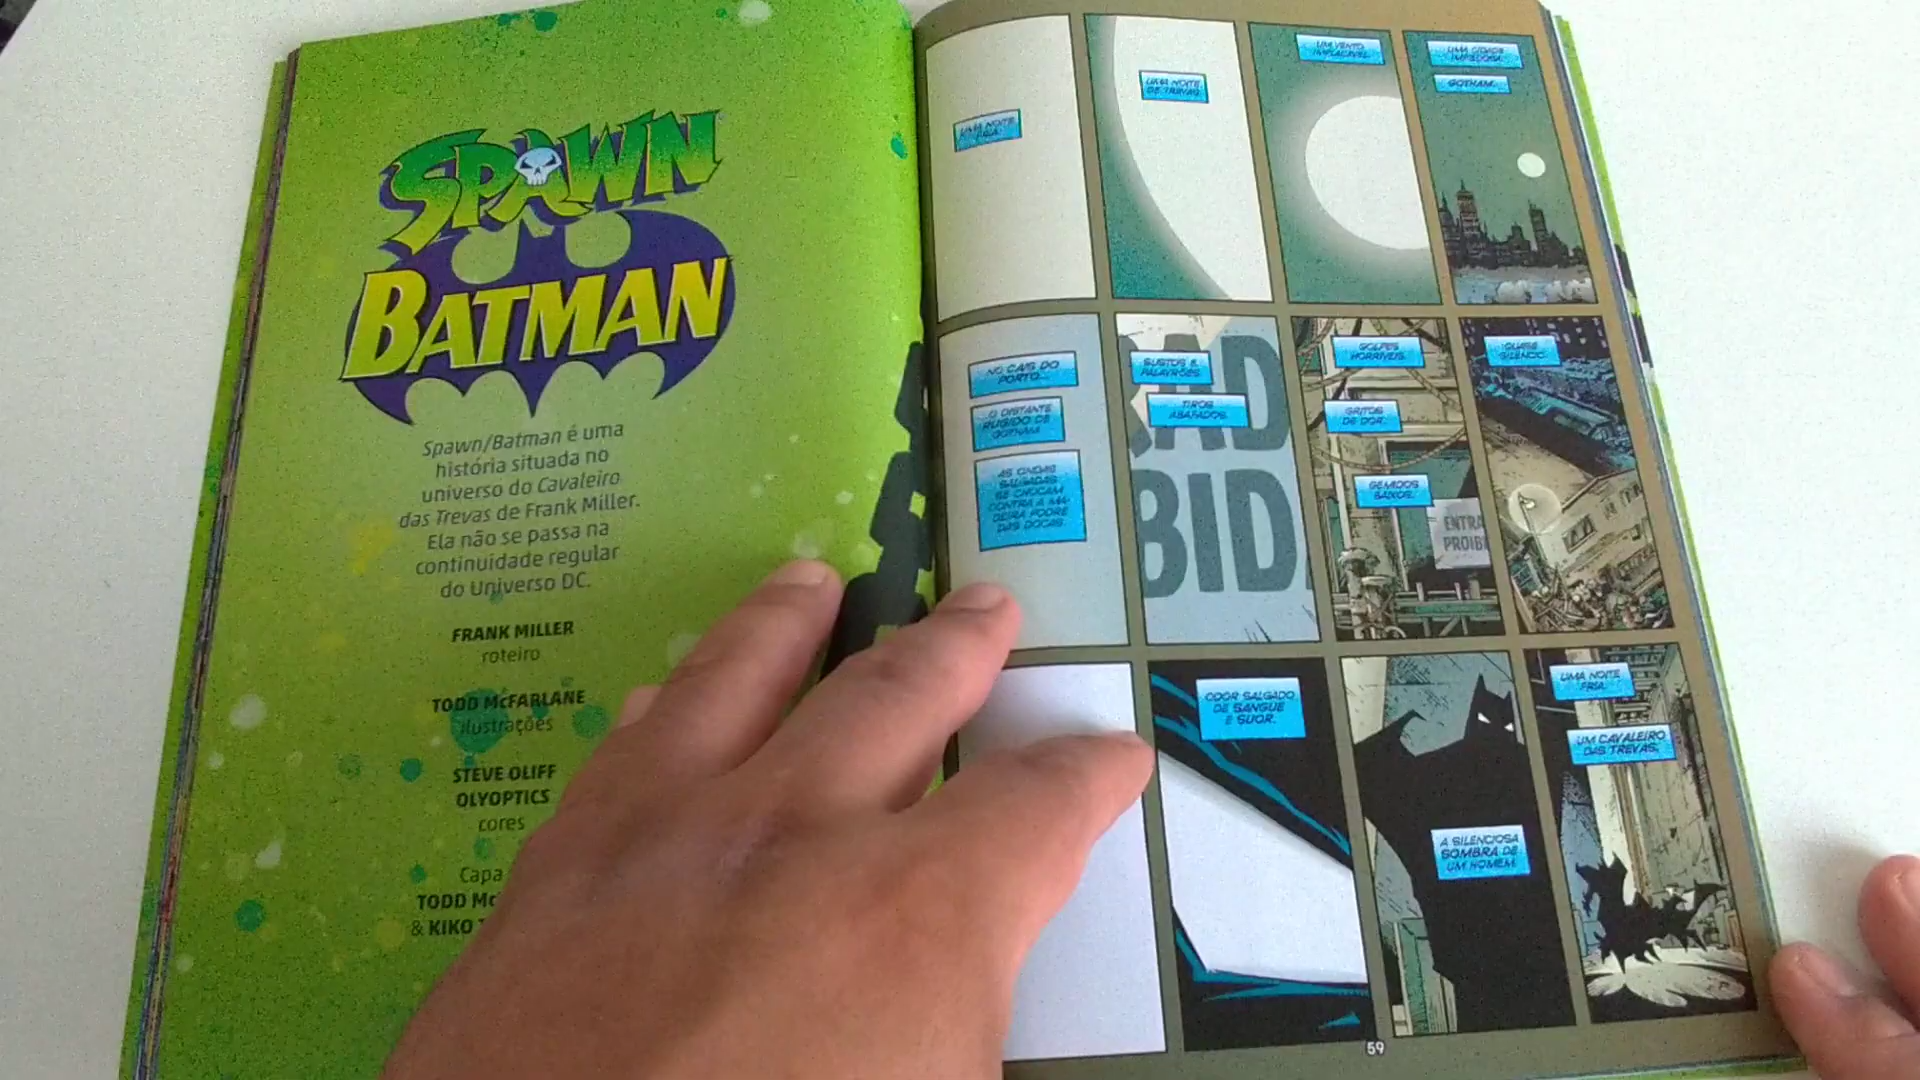 SPAWN
BATMAN
Spawn/Batman é uma
história situada no
universo do Cavaleiro
das Trevas de Frank Miller.
Ela não se passa na
continuidade regular
do Universo DC.
FRANK MILLER
roteiro
TODD McFARLANE
ilustrações
STEVE OLIFF
OLYOPTICS
cores
Capa
TODD Mc
& KIKO
UMA NOITE
FRIA.
UMA NOITE
DE TREVAS.
UM VENTO
IMPLACÁVEL.
UMA CIDADE
IMPIEDOSA.
GOTHAM...
NO CAIS DO
PORTO...
...O DISTANTE
RUGIDO DE
GOTHAM.
AS ONDAS
SALGADAS
SE CHOCAM
CONTRA A MA-
DEIRA PODRE
DAS DOCAS.
SUSTOS E
PALAVRÕES.
TIROS
ABAFADOS.
RAD
BID
GOLPES
HORRÍVEIS.
GRITOS
DE DOR.
GEMIDOS
BAIXOS.
ENTRA
PROIBI
QUASE
SILÊNCIO.
ODOR SALGADO
DE SANGUE
E SUOR.
A SILENCIOSA
SOMBRA DE
UM HOMEM.
UMA NOITE
FRIA.
UM CAVALEIRO
DAS TREVAS.
59